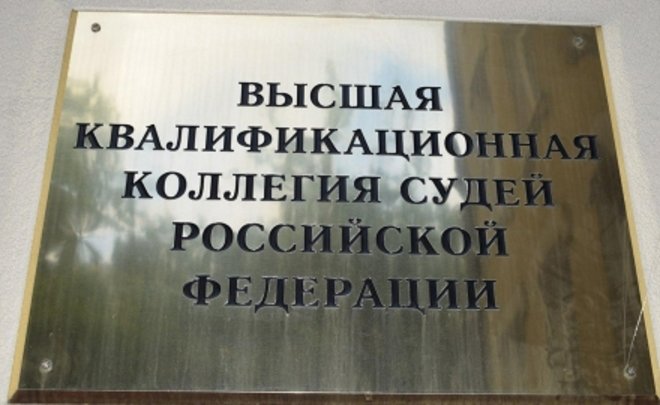 ВЫСШАЯ
КВАЛИФИКАЦИОННАЯ
КОЛЛЕГИЯ СУДЕЙ
РОССИЙСКОЙ
ФЕДЕРАЦИИ